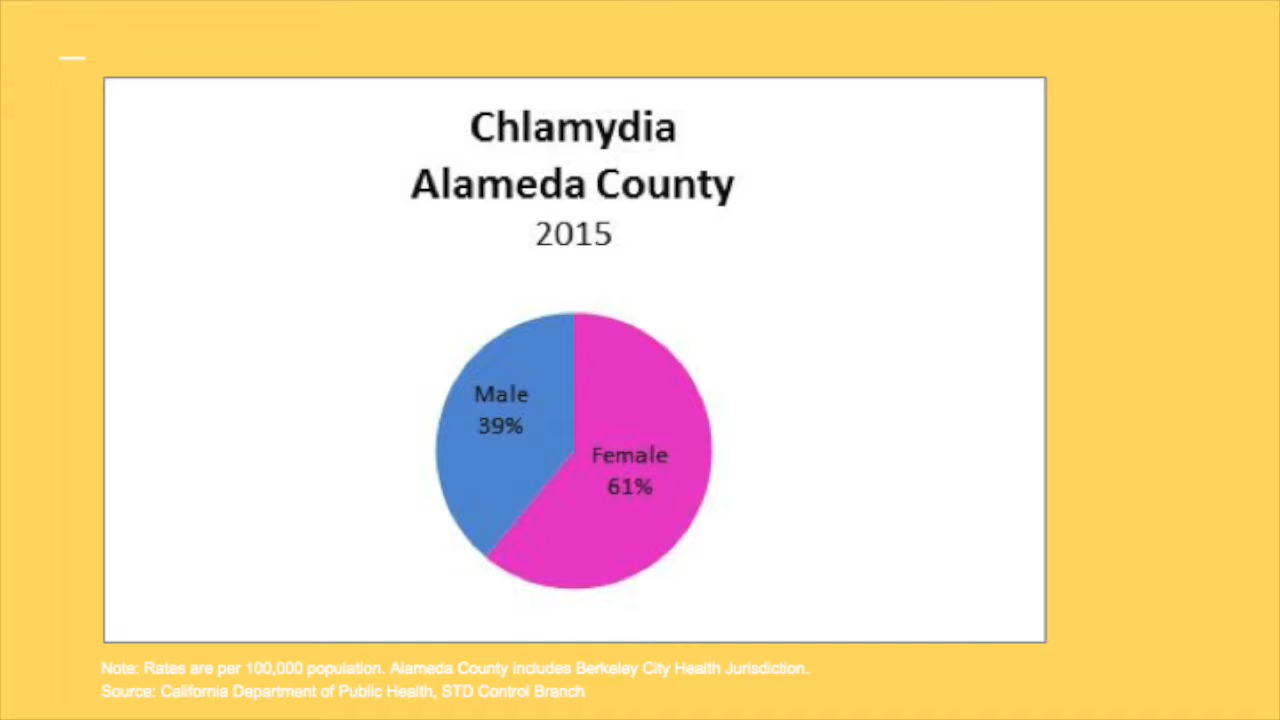 Chlamydia
Alameda County
2015
Male
39%
Female
61%
Note: Rates are per 100,000 population. Alameda County includes Berkeley City Health Jurisdiction.
Source: California Department of Public Health, STD Control Branch